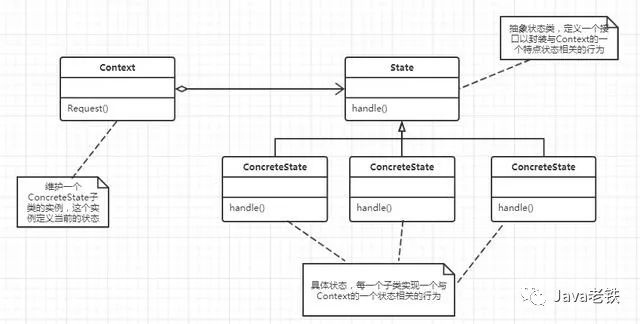 抽象状态类，定义一个接
口以封装与Context的一
个特点状态相关的行为
Context
Request()
State
handle()
维护一个
ConcreteState子
类的实例，这个实
例定义当前的状态
ConcreteState
handle()
ConcreteState
handle()
ConcreteState
handle()
具体状态，每一个子类实现一个与
Context的一个状态相关的行为
Java老铁